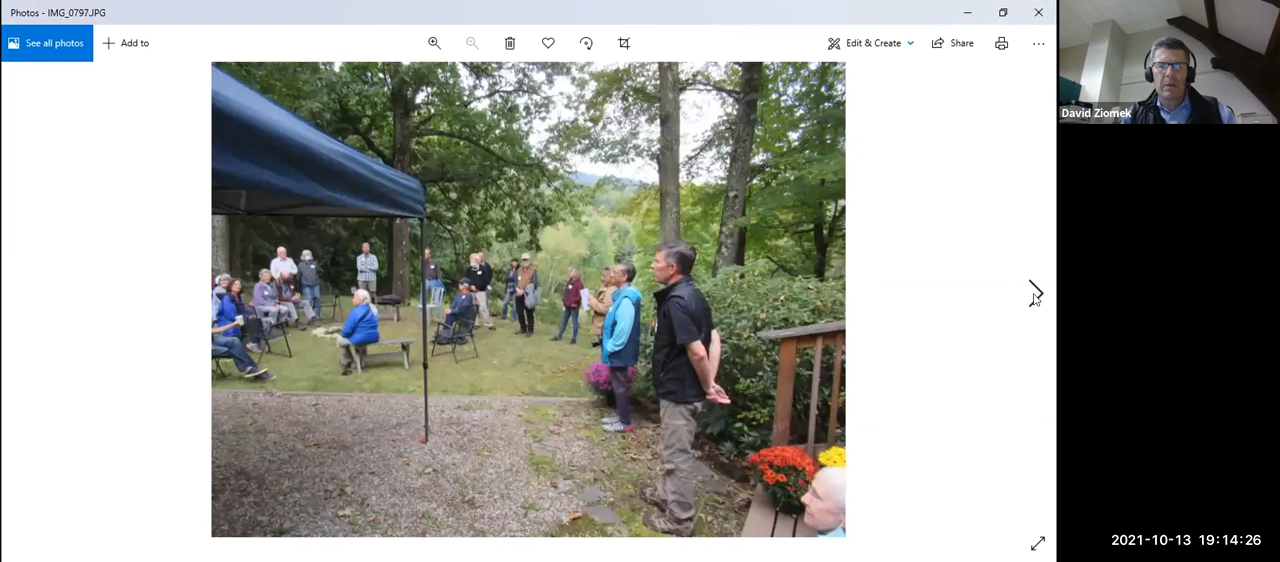 Photos - IMG_0797.JPG
See all photos
Add to
Edit & Create
Share
David Ziomek
2021-10-13 19:14:26